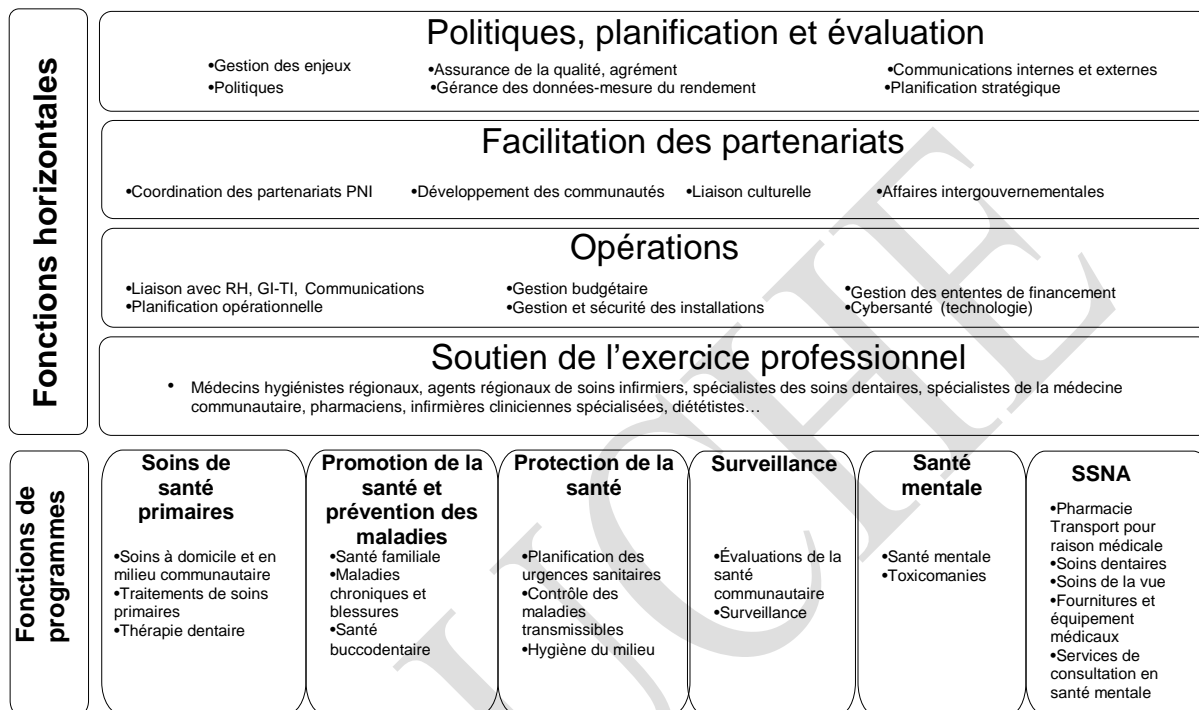 Fonctions horizontales
Politiques, planification et évaluation
•Gestion des enjeux
•Politiques
•Assurance de la qualité, agrément
•Gérance des données-mesure du rendement
•Communications internes et externes
•Planification stratégique
Facilitation des partenariats
•Coordination des partenariats PNI •Développement des communautés •Liaison culturelle •Affaires intergouvernementales
Opérations
•Liaison avec RH, GI-TI, Communications
•Planification opérationnelle
•Gestion budgétaire
•Gestion et sécurité des installations
•Gestion des ententes de financement
•Cybersanté (technologie)
Soutien de l’exercice professionnel
• Médecins hygiénistes régionaux, agents régionaux de soins infirmiers, spécialistes des soins dentaires, spécialistes de la médecine
communautaire, pharmaciens, infirmières cliniciennes spécialisées, diététistes…
Fonctions de
programmes
Soins de
santé
primaires
•Soins à domicile et en
milieu communautaire
•Traitements de soins
primaires
•Thérapie dentaire
Promotion de la
santé et
prévention des
maladies
•Santé familiale
•Maladies
chroniques et
blessures
•Santé
buccodentaire
Protection de la
santé
•Planification des
urgences sanitaires
•Contrôle des
maladies
transmissibles
•Hygiène du milieu
Surveillance
•Évaluations de la
santé
communautaire
•Surveillance
Santé
mentale
•Santé mentale
•Toxicomanies
SSNA
•Pharmacie
Transport pour
raison médicale
•Soins dentaires
•Soins de la vue
•Fournitures et
équipement
médicaux
•Services de
consultation en
santé mentale
UCHE